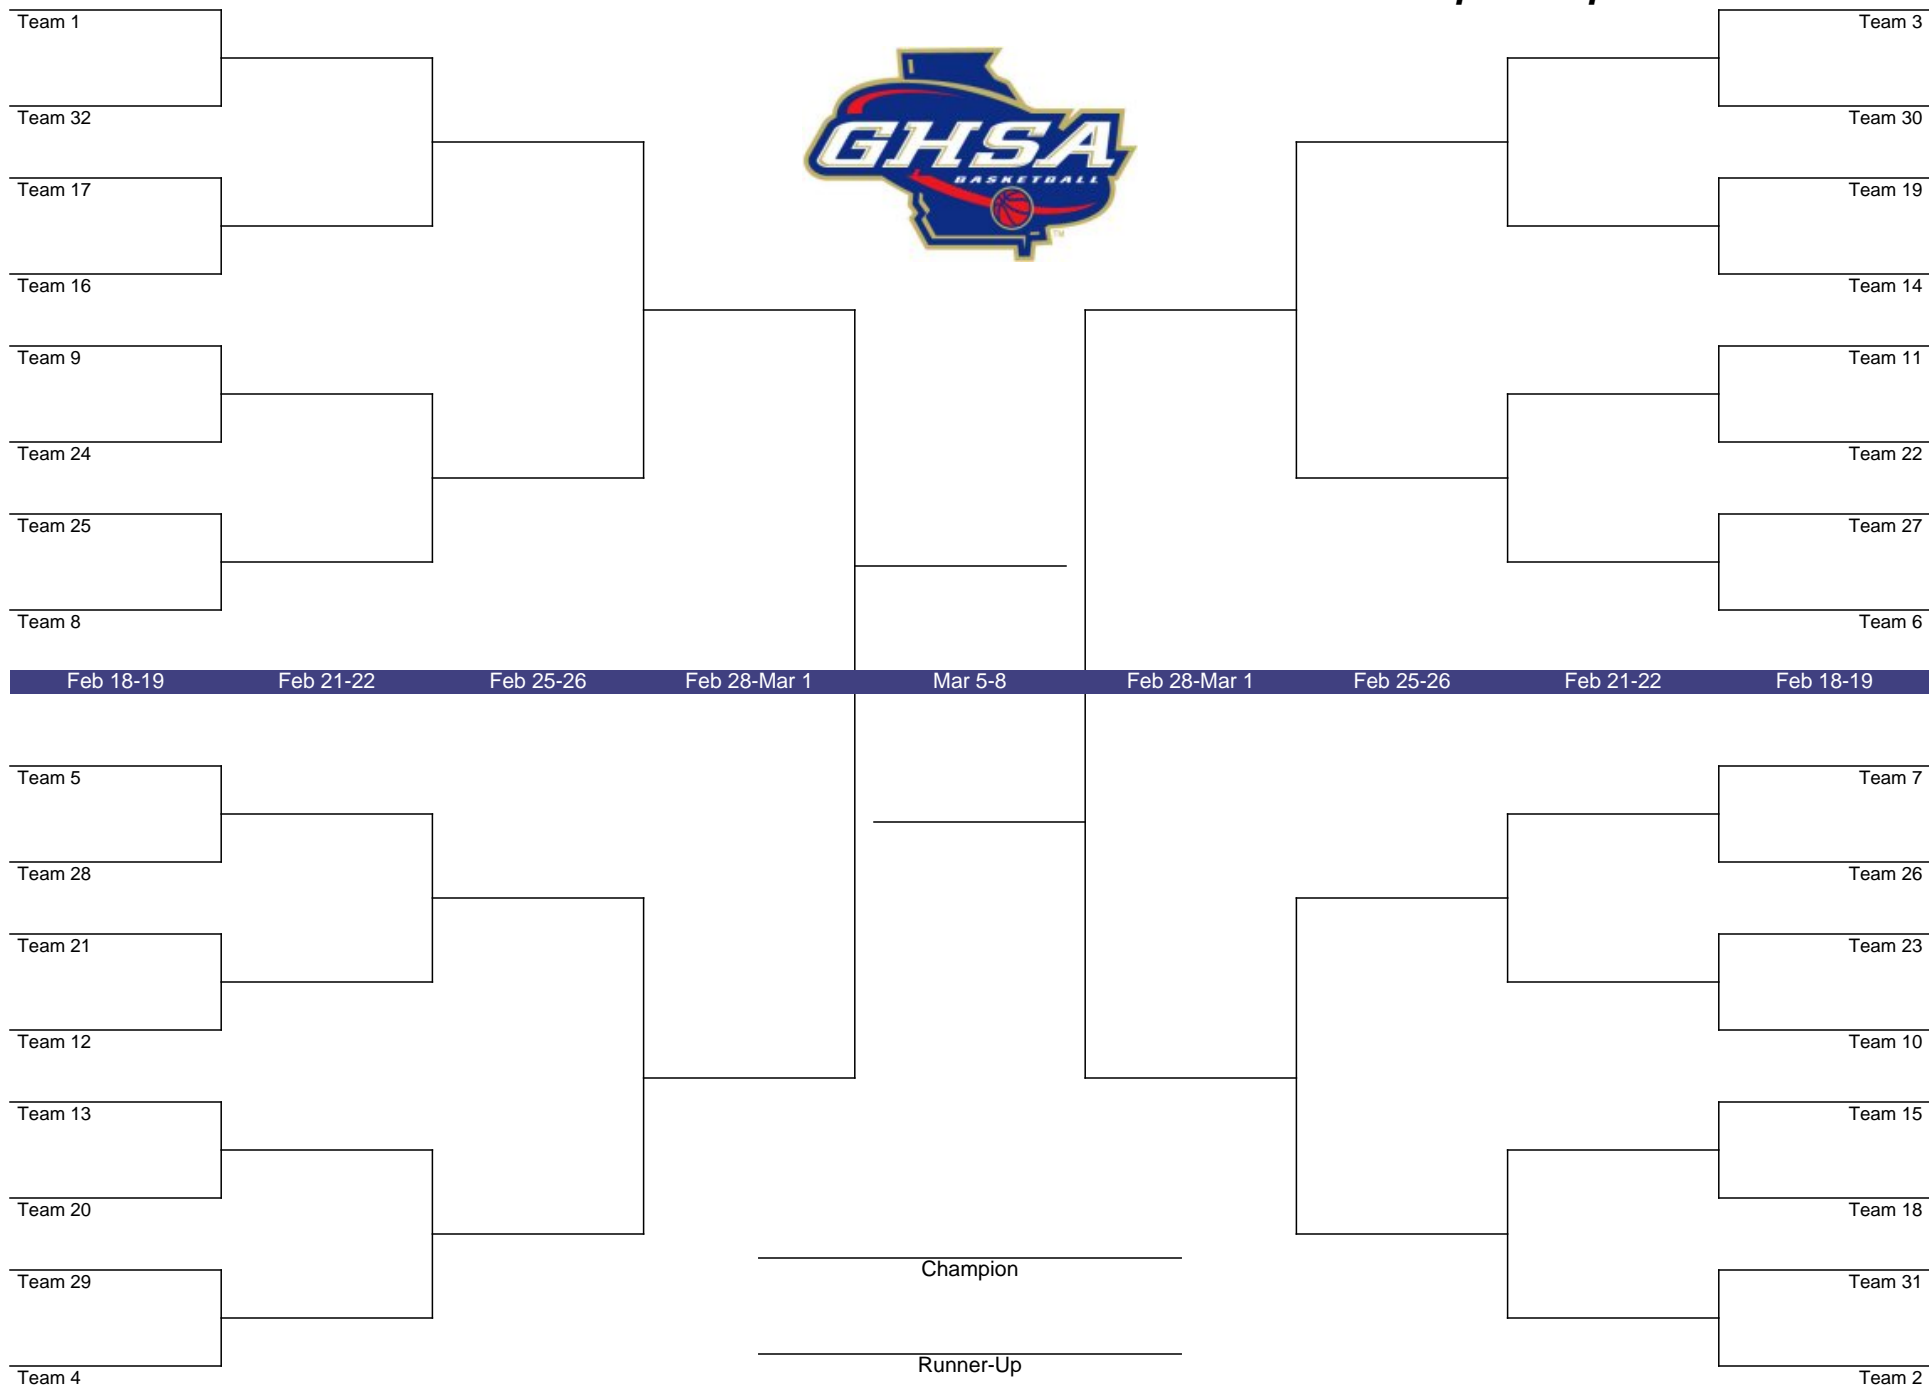 Team 1
Team 3
Team 32
Team 30
Team 17
Team 19
Team 16
Team 14
Team 9
Team 11
Team 24
Team 22
Team 25
Team 27
Team 8
Team 6
GHSA
BASKETBALL
TM
Feb 18-19 Feb 21-22 Feb 25-26 Feb 28-Mar 1 Mar 5-8 Feb 28-Mar 1 Feb 25-26 Feb 21-22 Feb 18-19
Team 5
Team 7
Team 28
Team 26
Team 21
Team 23
Team 12
Team 10
Team 13
Team 15
Team 20
Team 18
Team 29
Team 31
Team 4
Team 2
Champion
Runner-Up